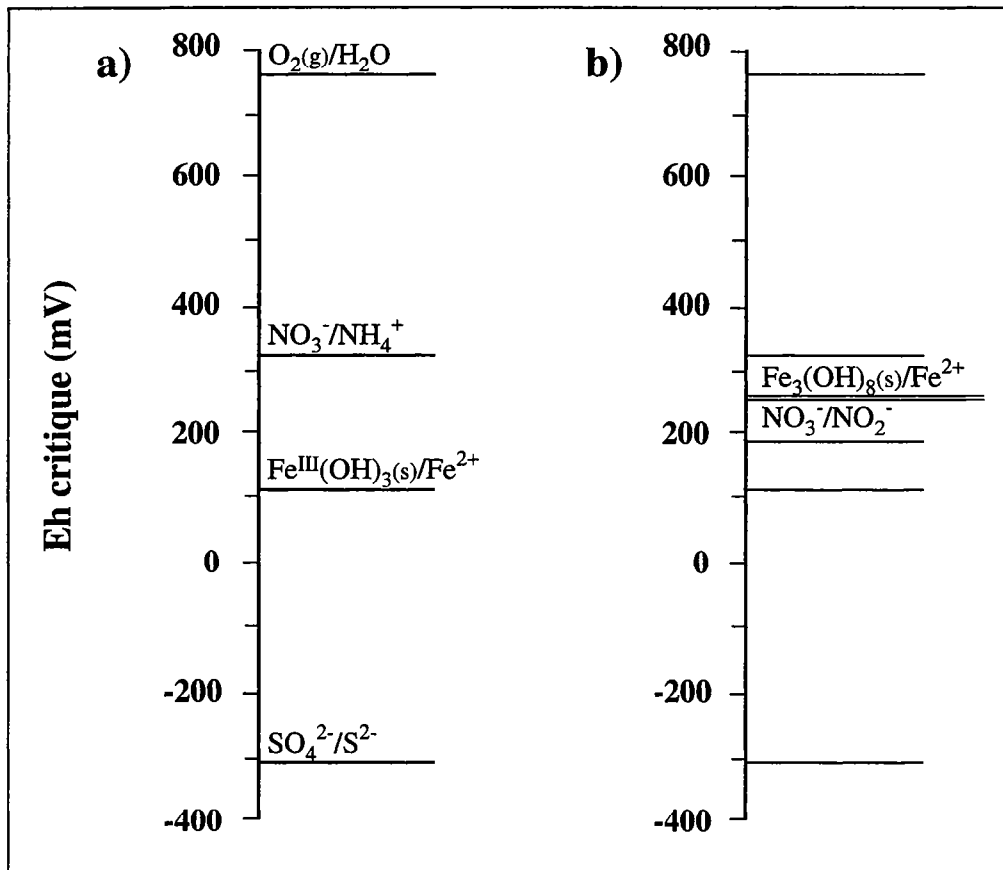 Eh critique (mV)
a)
800
600
400
200
0
-200
-400
O₂(g)/H₂O
NO₃⁻/NH₄⁺
Feᴵᴵᴵ(OH)₃(s)/Fe²⁺
SO₄²⁻/S²⁻
b)
800
600
400
200
0
-200
-400
Fe₃(OH)₈(s)/Fe²⁺
NO₃⁻/NO₂⁻